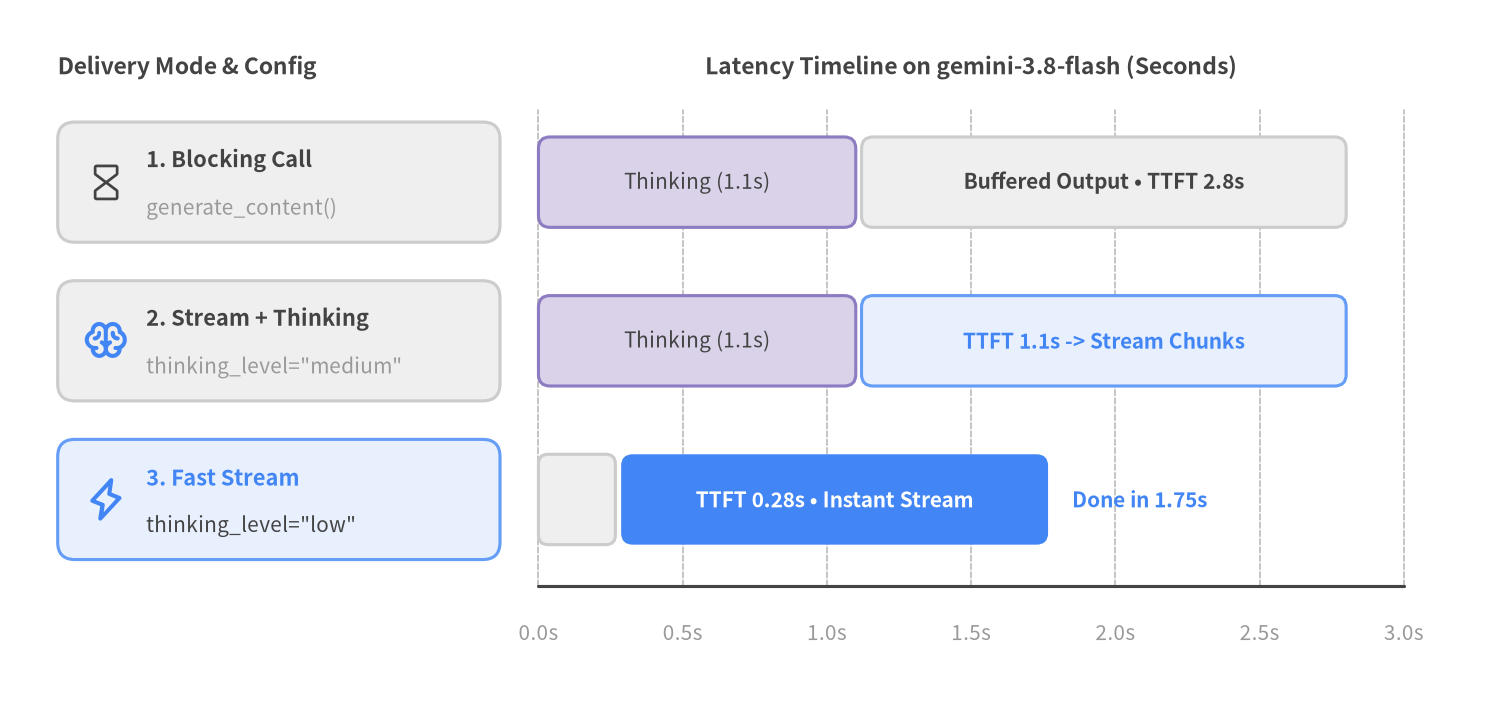 Delivery Mode & Config
Latency Timeline on gemini-3.8-flash (Seconds)
1. Blocking Call
generate_content()
Thinking (1.1s)
Buffered Output • TTFT 2.8s
2. Stream + Thinking
thinking_level="medium"
Thinking (1.1s)
TTFT 1.1s -> Stream Chunks
3. Fast Stream
thinking_level="low"
TTFT 0.28s • Instant Stream
Done in 1.75s
0.0s
0.5s
1.0s
1.5s
2.0s
2.5s
3.0s